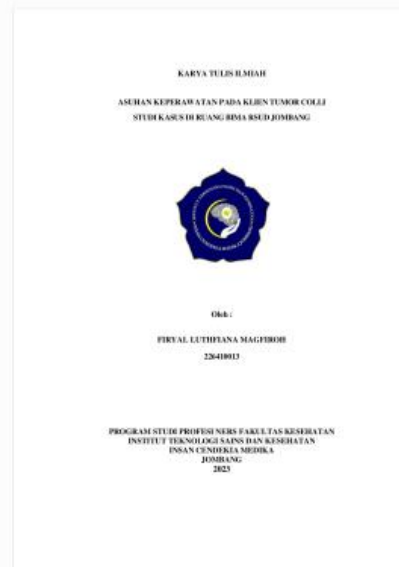 KARYA TULIS ILMIAH
ASUHAN KEPERAWATAN PADA KLIEN TUMOR COLLI
STUDI KASUS DI RUANG BIMA RSUD JOMBANG
Oleh :
FIRYAL LUTHFIANA MAGFIROH
226410013
PROGRAM STUDI PROFESI NERS FAKULTAS KESEHATAN
INSTITUT TEKNOLOGI SAINS DAN KESEHATAN
INSAN CENDEKIA MEDIKA
JOMBANG
2023